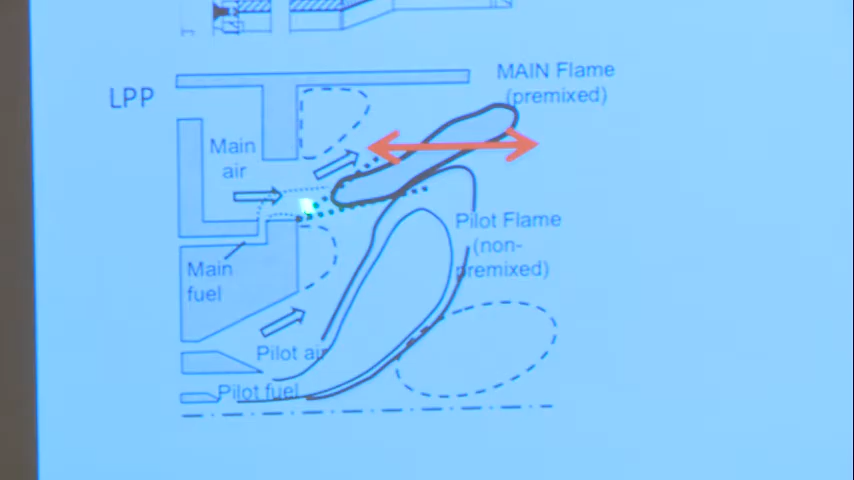 LPP
MAIN Flame
(premixed)
Main
air
Pilot Flame
(non-
premixed)
Main
fuel
Pilot air
Pilot fuel